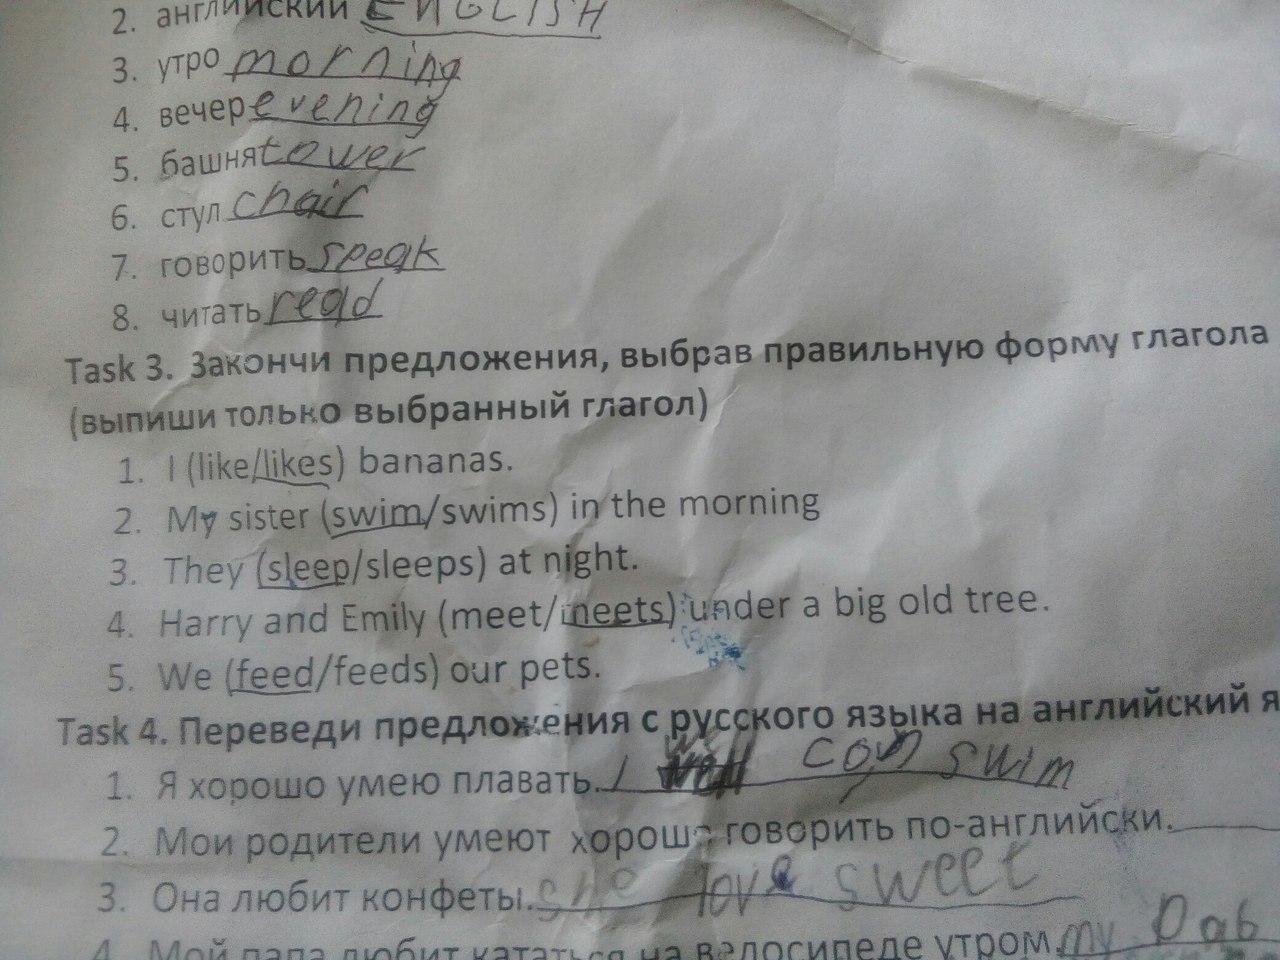 2. английский ENGLISH
3. утро morning
4. вечер evening
5. башня tower
6. стул chair
7. говорить speak
8. читать read
Task 3. Закончи предложения, выбрав правильную форму глагола
(выпиши только выбранный глагол)
1. I (like/likes) bananas.
2. My sister (swim/swims) in the morning
3. They (sleep/sleeps) at night.
4. Harry and Emily (meet/meets) under a big old tree.
5. We (feed/feeds) our pets.
Task 4. Переведи предложения с русского языка на английский я
1. Я хорошо умею плавать. I can swim
2. Мои родители умеют хорошо говорить по-английски.
3. Она любит конфеты. she love sweet
4. Мой папа любит кататься на велосипеде утром. my Dab